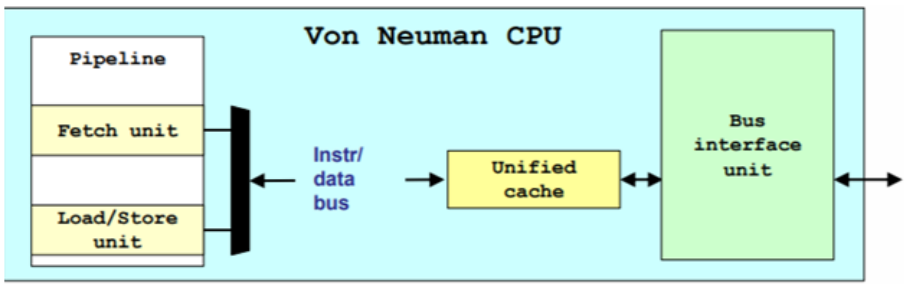 Von Neuman CPU
Pipeline
Fetch unit
Load/Store
unit
Instr/
data
bus
Unified
cache
Bus
interface
unit